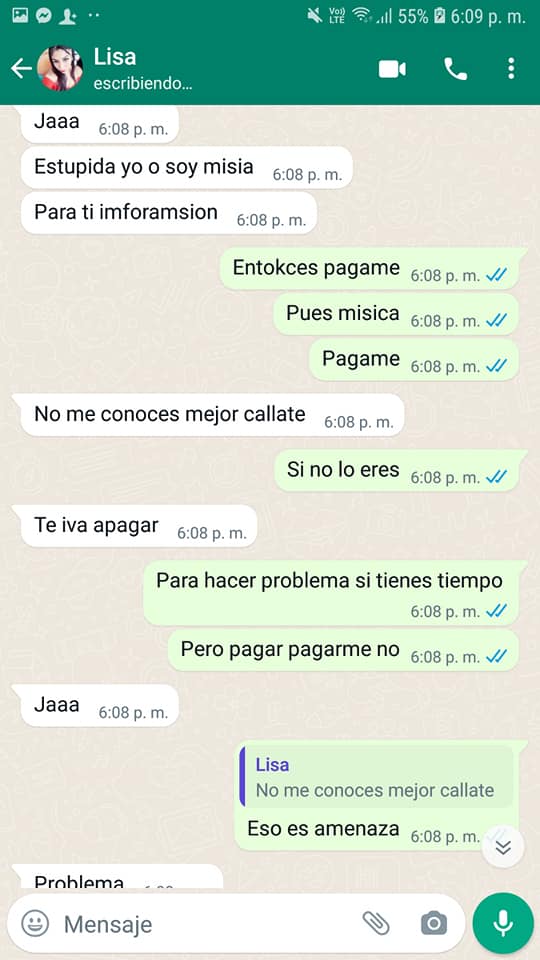 Vo))
LTE
55%
6:09 p. m.
Lisa
escribiendo...
Jaaa 6:08 p. m.
Estupida yo o soy misia 6:08 p. m.
Para ti imforamsion 6:08 p. m.
Entokces pagame 6:08 p. m.
Pues misica 6:08 p. m.
Pagame 6:08 p. m.
No me conoces mejor callate 6:08 p. m.
Si no lo eres 6:08 p. m.
Te iva apagar 6:08 p. m.
Para hacer problema si tienes tiempo
6:08 p. m.
Pero pagar pagarme no 6:08 p. m.
Jaaa 6:08 p. m.
Lisa
No me conoces mejor callate
Eso es amenaza 6:08 p. m.
Problema
Mensaje